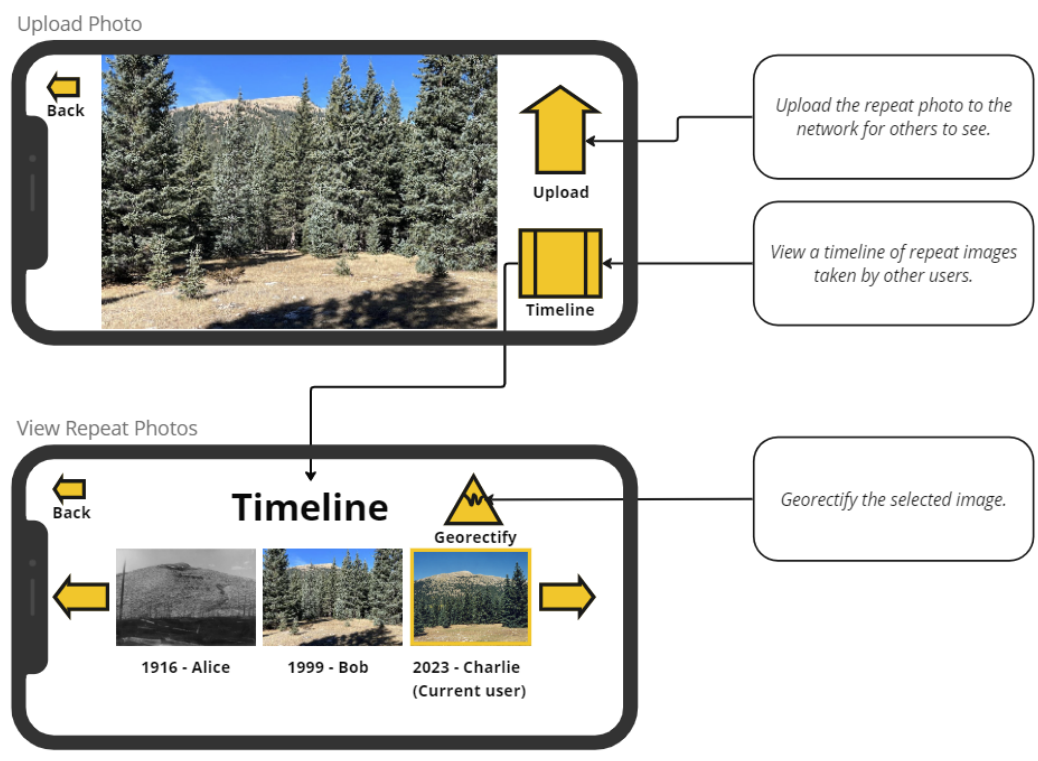 Upload Photo
Back
Upload
Timeline
Upload the repeat photo to the
network for others to see.
View a timeline of repeat images
taken by other users.
View Repeat Photos
Back
Timeline
Georectify
1916 - Alice
1999 - Bob
2023 - Charlie
(Current user)
Georectify the selected image.